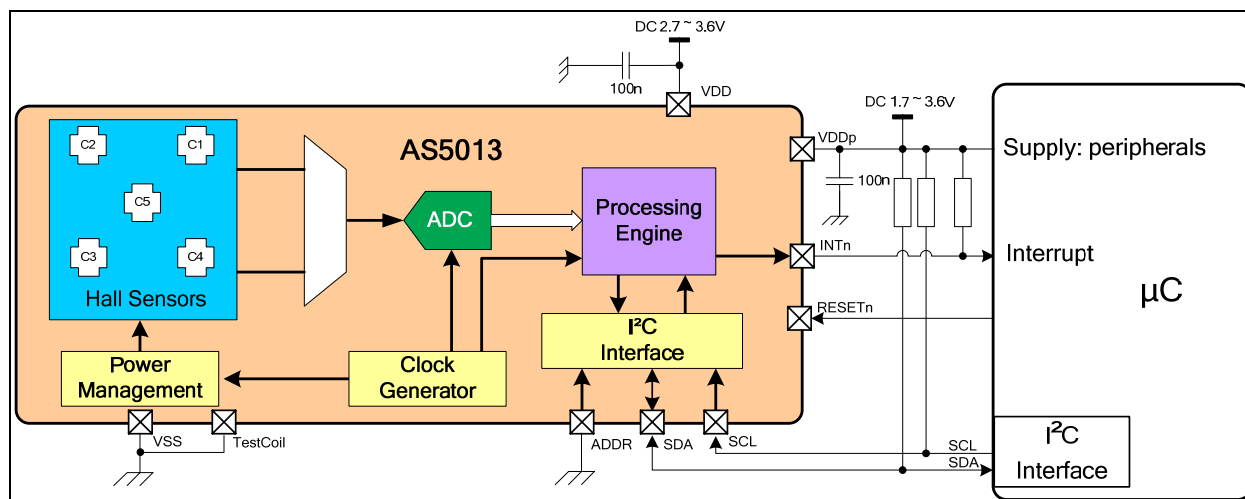 DC 2.7 ~ 3.6V
100n
VDD
DC 1.7 ~ 3.6V
AS5013
VDDp
Supply: peripherals
C2
C1
C5
C3
C4
Hall Sensors
ADC
Processing
Engine
100n
INTn
Interrupt
µC
RESETn
I²C
Interface
Power
Management
Clock
Generator
VSS
TestCoil
ADDR
SDA
SCL
SCL
SDA
I²C
Interface